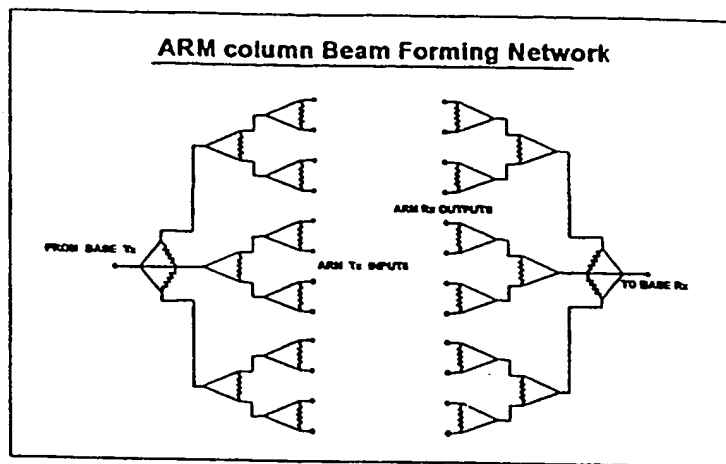 ARM column Beam Forming Network
ARM Rx OUTPUTS
FROM BASE Tx
ARM Tx INPUTS
TO BASE Rx